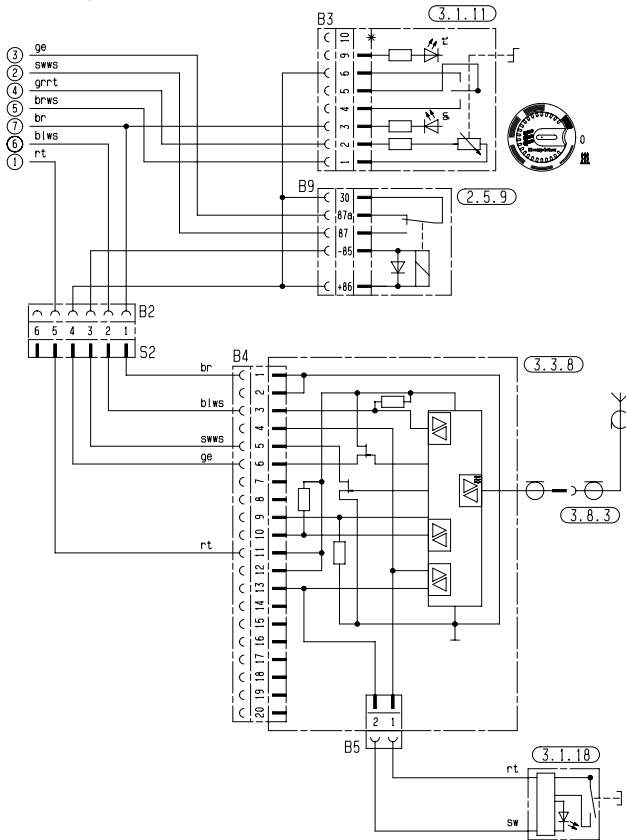 B3
3.1.11
10
9
6
5
4
3
2
1
3 ge
2 swws
4 grrt
5 brws
7 br
6 blws
1 rt
0
B9
2.5.9
30
87a
87
-85
+86
B2
6 5 4 3 2 1
S2
B4
3.3.8
br
blws
swws
ge
rt
1
2
3
4
5
6
7
8
9
10
11
12
13
14
15
16
17
18
19
20
3.8.3
2 1
B5
3.1.18
rt
sw